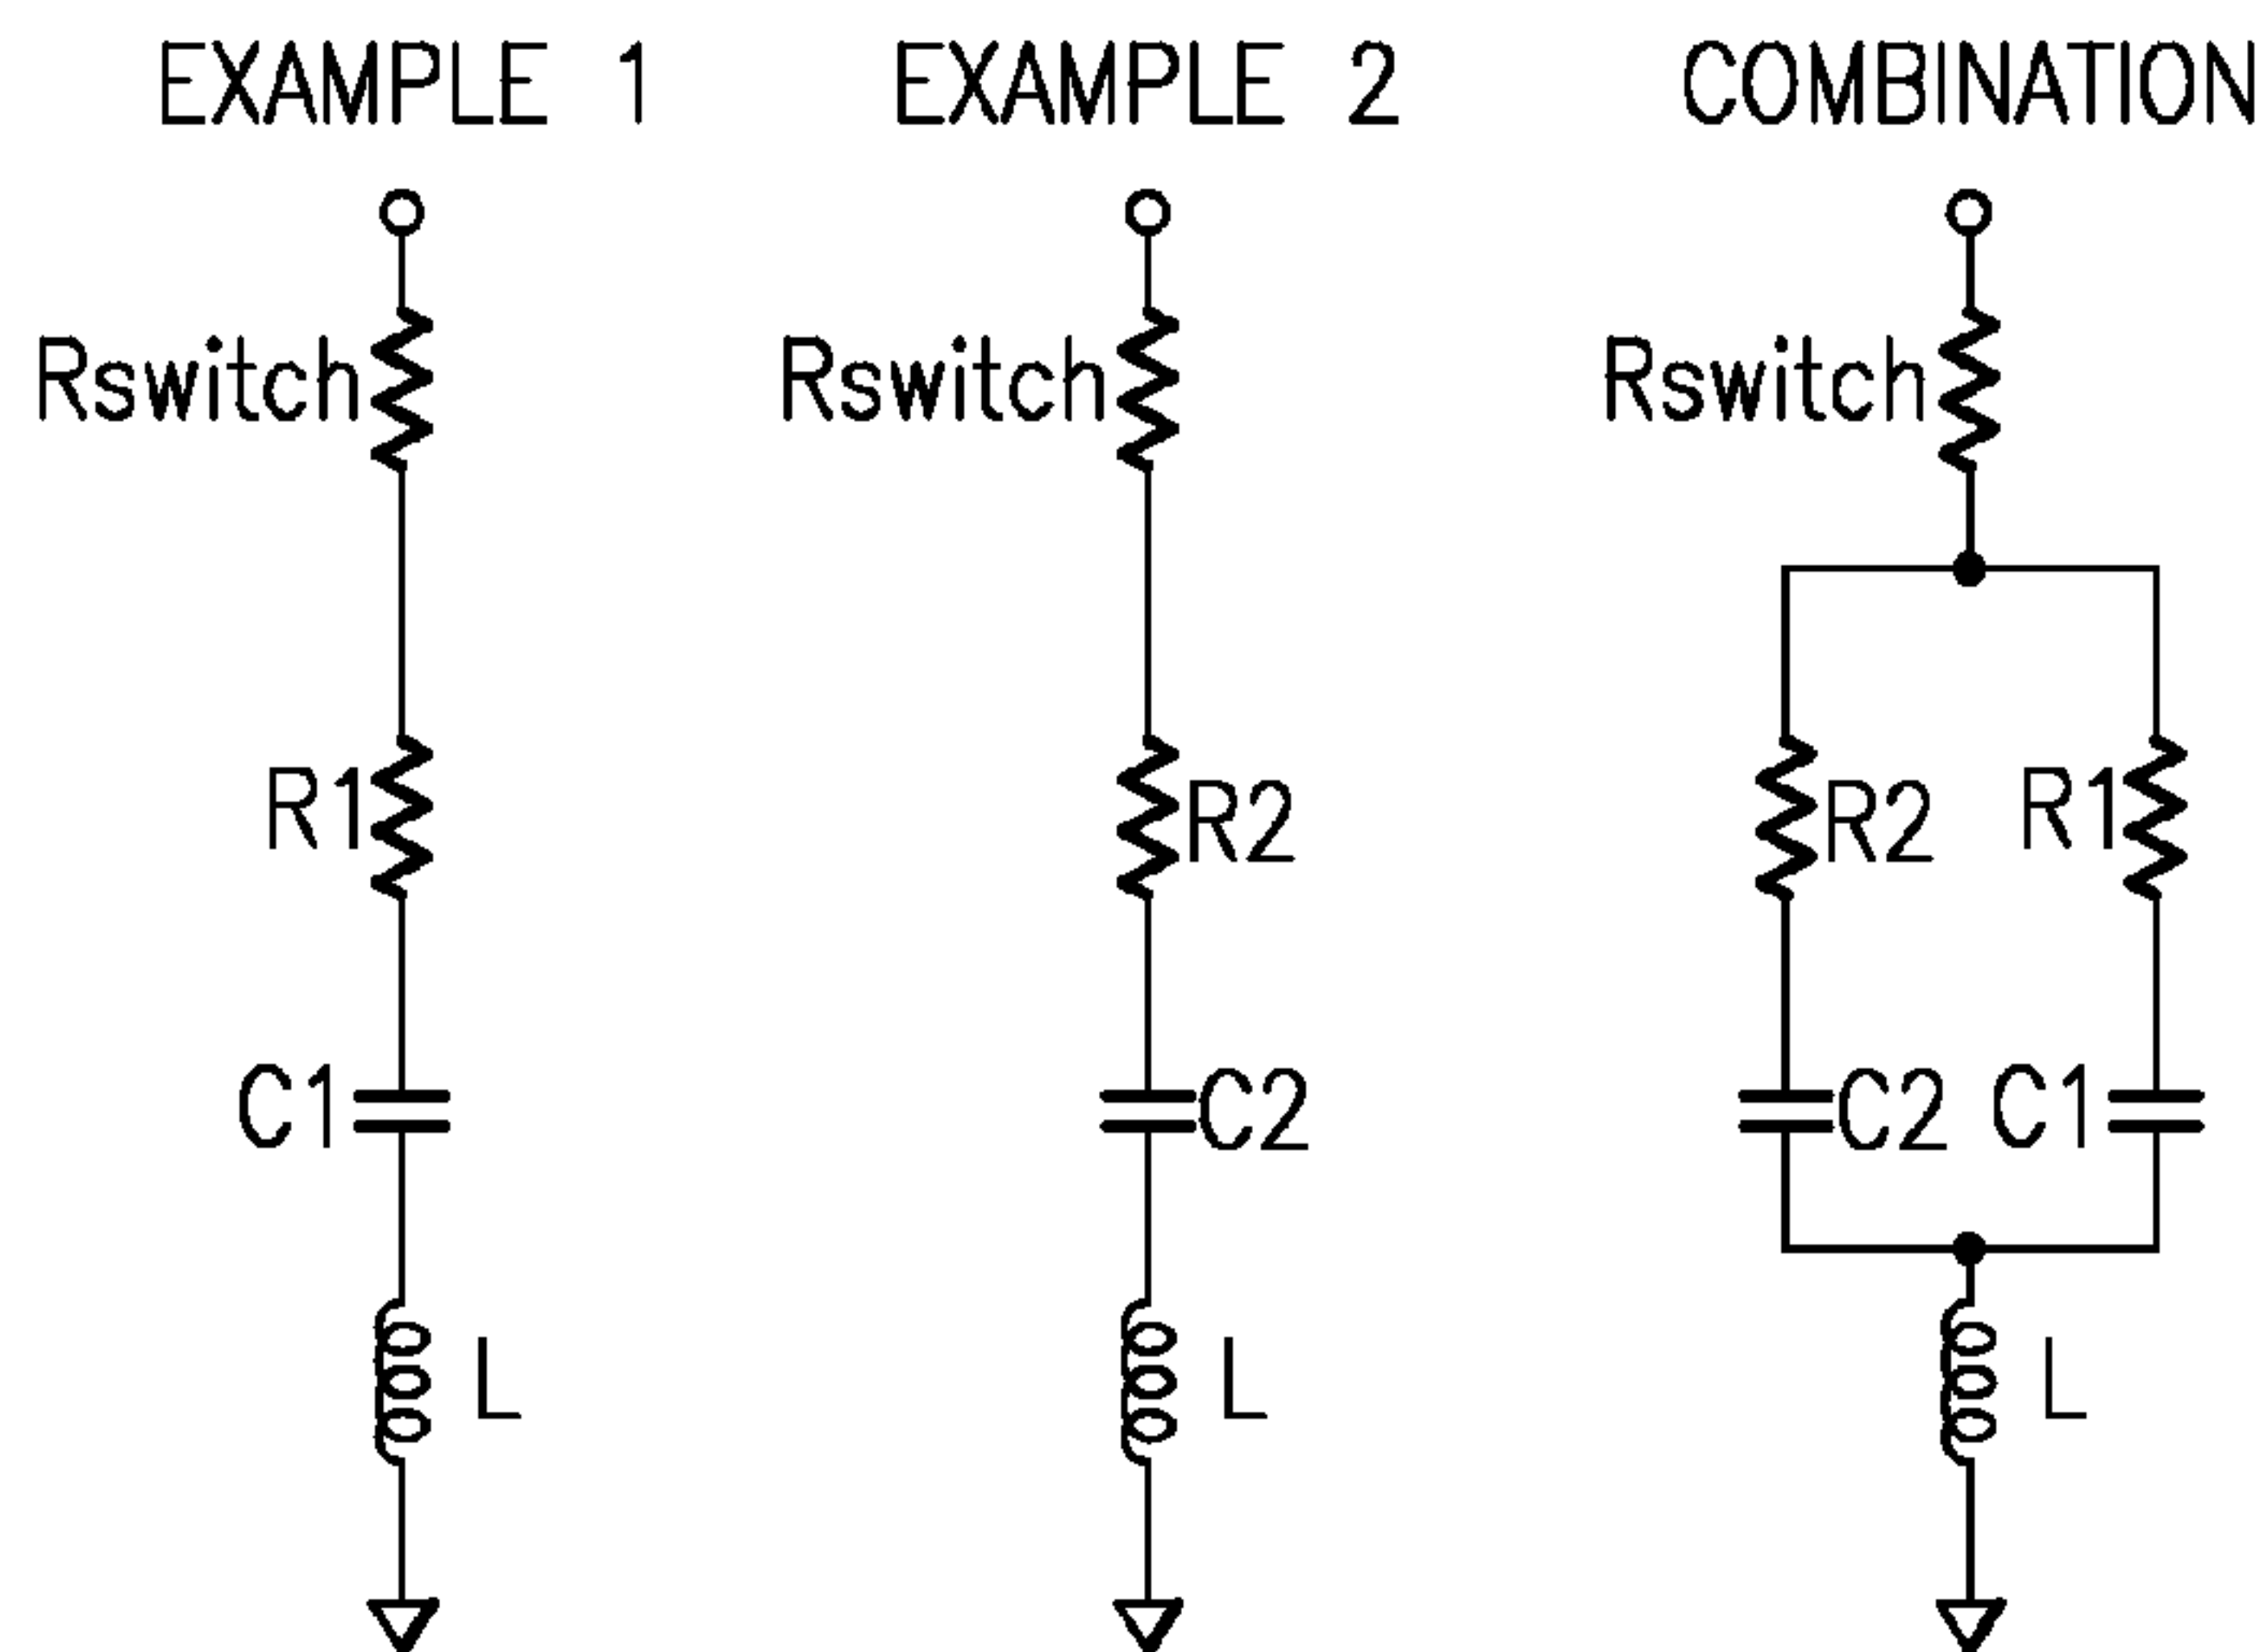 EXAMPLE 1 EXAMPLE 2 COMBINATION
Rswitch Rswitch Rswitch
R1 R2 R2 R1
C1 C2 C2 C1
L L L